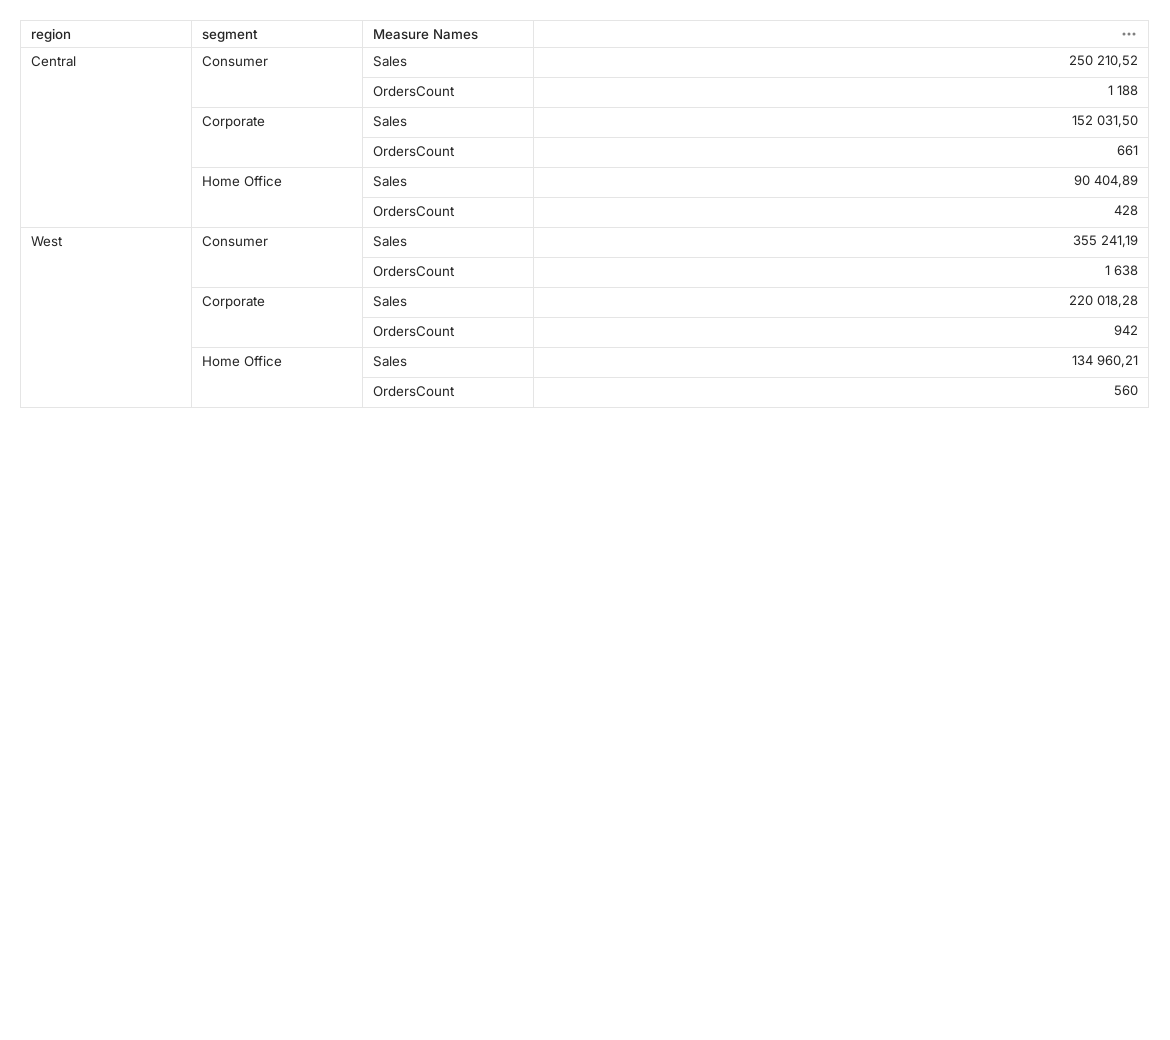 region segment Measure Names
Central Consumer Sales 250 210,52
OrdersCount 1 188
Corporate Sales 152 031,50
OrdersCount 661
Home Office Sales 90 404,89
OrdersCount 428
West Consumer Sales 355 241,19
OrdersCount 1 638
Corporate Sales 220 018,28
OrdersCount 942
Home Office Sales 134 960,21
OrdersCount 560